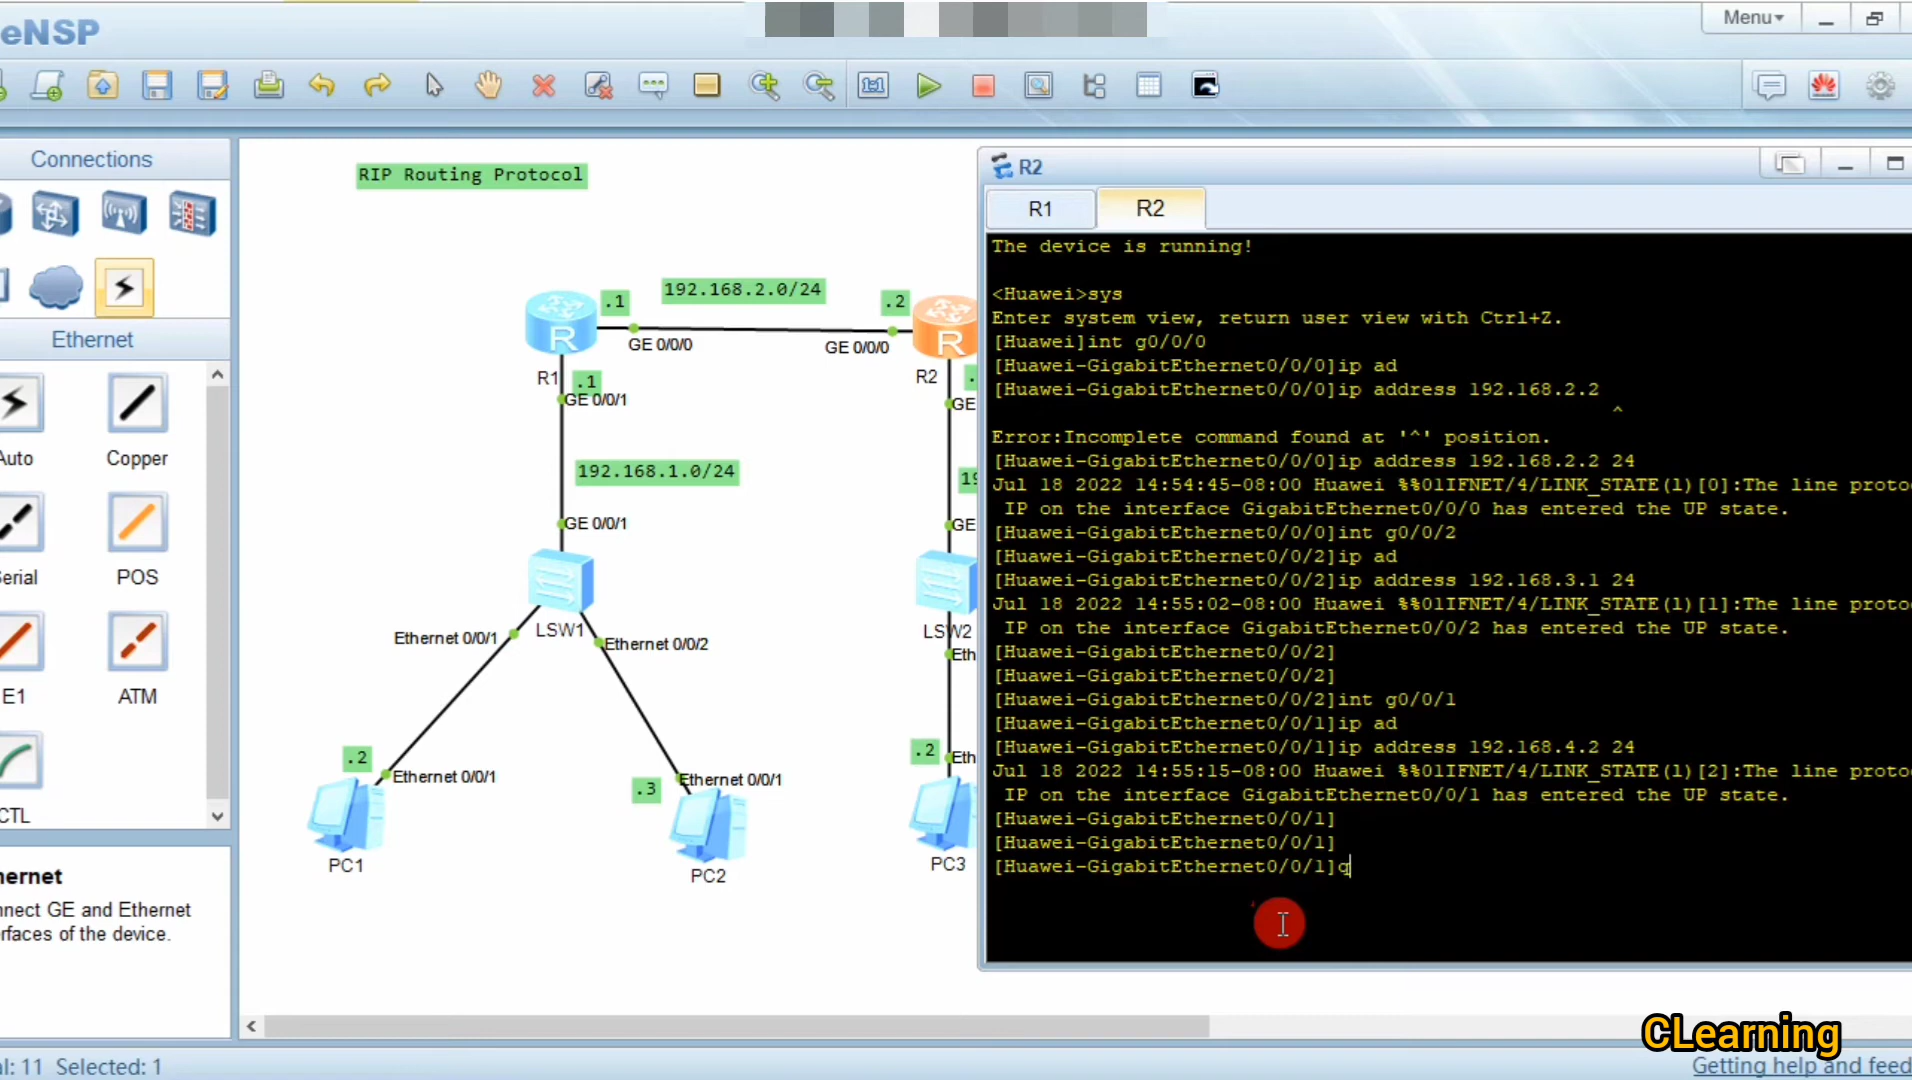 eNSP
Menu
Connections
Ethernet
Auto
Copper
Serial
POS
E1
ATM
CTL
hernet
nnect GE and Ethernet
rfaces of the device.
RIP Routing Protocol
192.168.2.0/24
.1
.2
R
R
GE 0/0/0
GE 0/0/0
R1
R2
.1
GE 0/0/1
GE
192.168.1.0/24
19
GE 0/0/1
GE
LSW1
LSW2
Ethernet 0/0/1
Ethernet 0/0/2
Eth
.2
Ethernet 0/0/1
.3
Ethernet 0/0/1
.2
Eth
PC1
PC2
PC3
R2
R1
R2
The device is running!
<Huawei>sys
Enter system view, return user view with Ctrl+Z.
[Huawei]int g0/0/0
[Huawei-GigabitEthernet0/0/0]ip ad
[Huawei-GigabitEthernet0/0/0]ip address 192.168.2.2
^
Error:Incomplete command found at '^' position.
[Huawei-GigabitEthernet0/0/0]ip address 192.168.2.2 24
Jul 18 2022 14:54:45-08:00 Huawei %%01IFNET/4/LINK_STATE(l)[0]:The line protoc
IP on the interface GigabitEthernet0/0/0 has entered the UP state.
[Huawei-GigabitEthernet0/0/0]int g0/0/2
[Huawei-GigabitEthernet0/0/2]ip ad
[Huawei-GigabitEthernet0/0/2]ip address 192.168.3.1 24
Jul 18 2022 14:55:02-08:00 Huawei %%01IFNET/4/LINK_STATE(l)[1]:The line protoc
IP on the interface GigabitEthernet0/0/2 has entered the UP state.
[Huawei-GigabitEthernet0/0/2]
[Huawei-GigabitEthernet0/0/2]
[Huawei-GigabitEthernet0/0/2]int g0/0/1
[Huawei-GigabitEthernet0/0/1]ip ad
[Huawei-GigabitEthernet0/0/1]ip address 192.168.4.2 24
Jul 18 2022 14:55:15-08:00 Huawei %%01IFNET/4/LINK_STATE(l)[2]:The line protoc
IP on the interface GigabitEthernet0/0/1 has entered the UP state.
[Huawei-GigabitEthernet0/0/1]
[Huawei-GigabitEthernet0/0/1]
[Huawei-GigabitEthernet0/0/1]q
CLearning
al: 11 Selected: 1
Getting help and feed